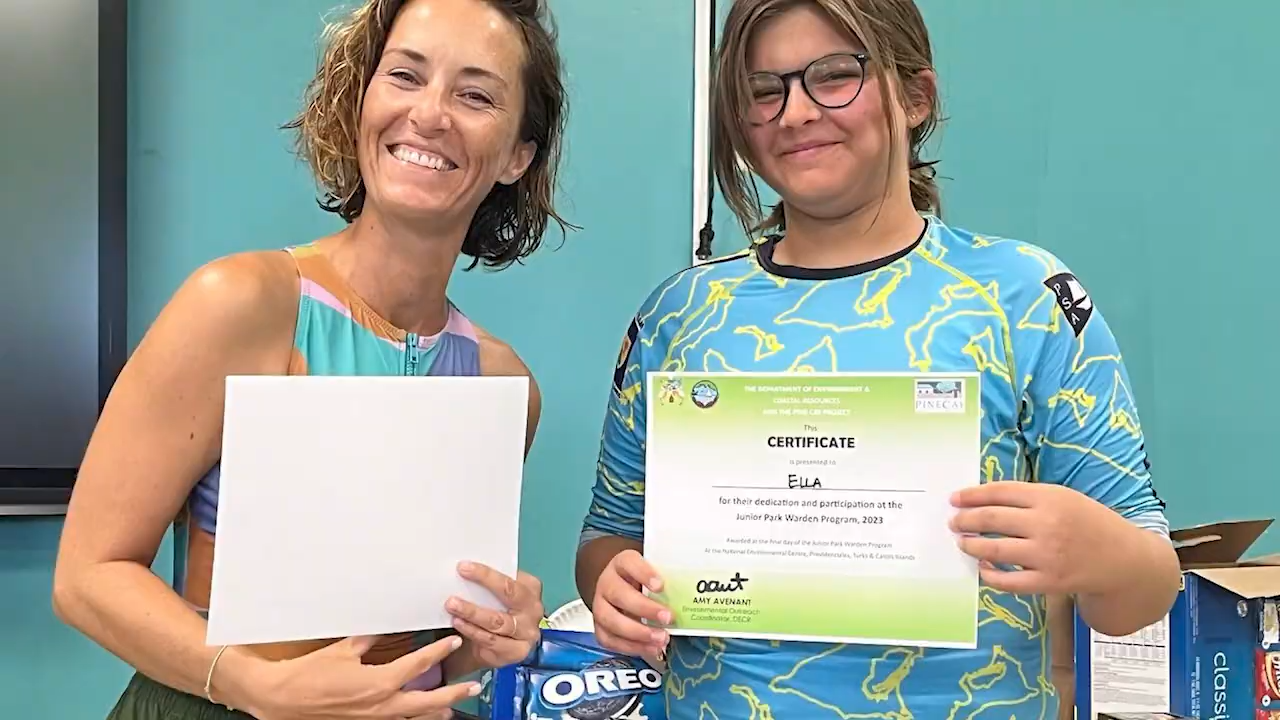 THE DEPARTMENT OF ENVIRONMENT &
COASTAL RESOURCES
AND THE PINE CAY PROJECT
PINE CAY
This
CERTIFICATE
is presented to
ELLA
for their dedication and participation at the
Junior Park Warden Program, 2023
Awarded at the final day of the Junior Park Warden Program
At the National Environmental Centre, Providenciales, Turks & Caicos Islands
AMY AVENANT
Environmental Outreach
Coordinator, DECR
PSA
OREO
Class